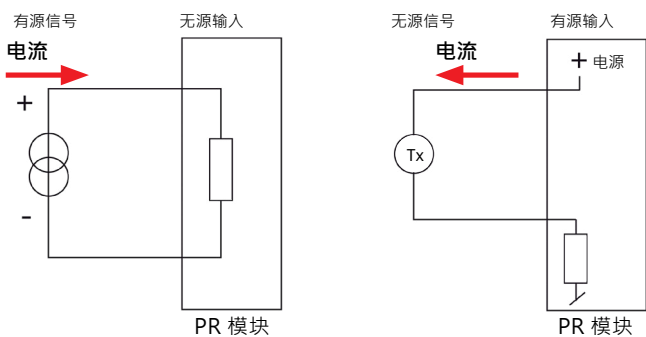 有源信号
无源输入
电流
+
-
PR 模块
无源信号
有源输入
电流
+ 电源
Tx
PR 模块